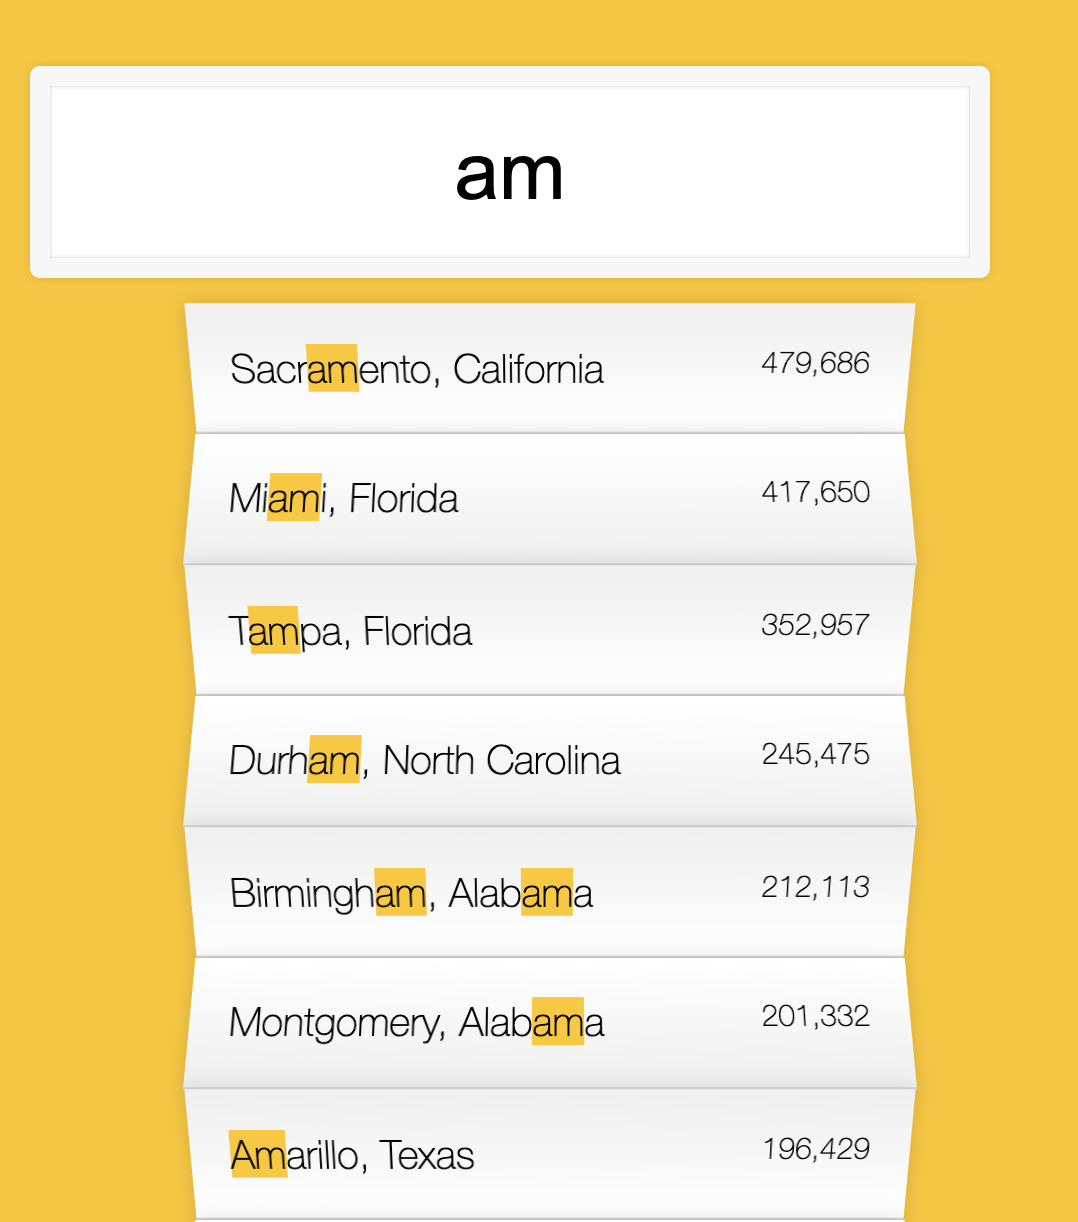 am
Sacramento, California 479,686
Miami, Florida 417,650
Tampa, Florida 352,957
Durham, North Carolina 245,475
Birmingham, Alabama 212,113
Montgomery, Alabama 201,332
Amarillo, Texas 196,429